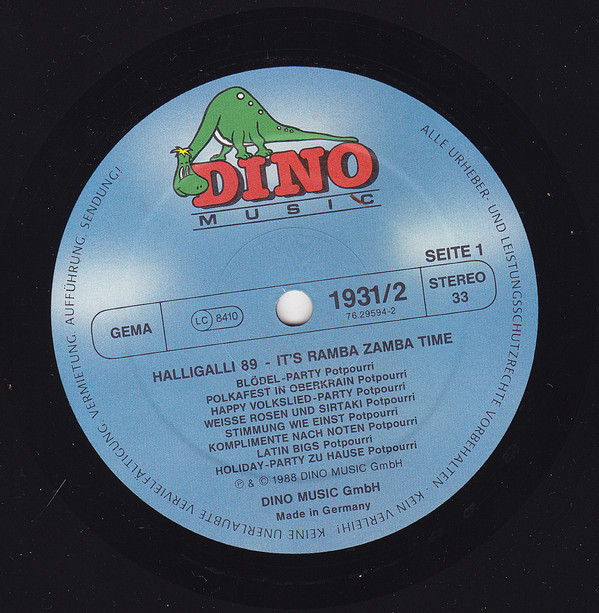 DINO
MUSIC
SEITE 1
GEMA
LC 8410
1931/2
76.29594-2
STEREO
33
HALLIGALLI 89 - IT'S RAMBA ZAMBA TIME
BLÖDEL-PARTY Potpourri
POLKAFEST IN OBERKRAIN Potpourri
HAPPY VOLKSLIED-PARTY Potpourri
WEISSE ROSEN UND SIRTAKI Potpourri
STIMMUNG WIE EINST Potpourri
KOMPLIMENTE NACH NOTEN Potpourri
LATIN BIGS Potpourri
HOLIDAY-PARTY ZU HAUSE Potpourri
℗ & © 1988 DINO MUSIC GmbH
DINO MUSIC GmbH
Made in Germany
ALLE URHEBER- UND LEISTUNGSSCHUTZRECHTE VORBEHALTEN · KEIN VERLEIH! · KEINE UNERLAUBTE VERVIELFÄLTIGUNG, VERMIETUNG, AUFFÜHRUNG, SENDUNG!